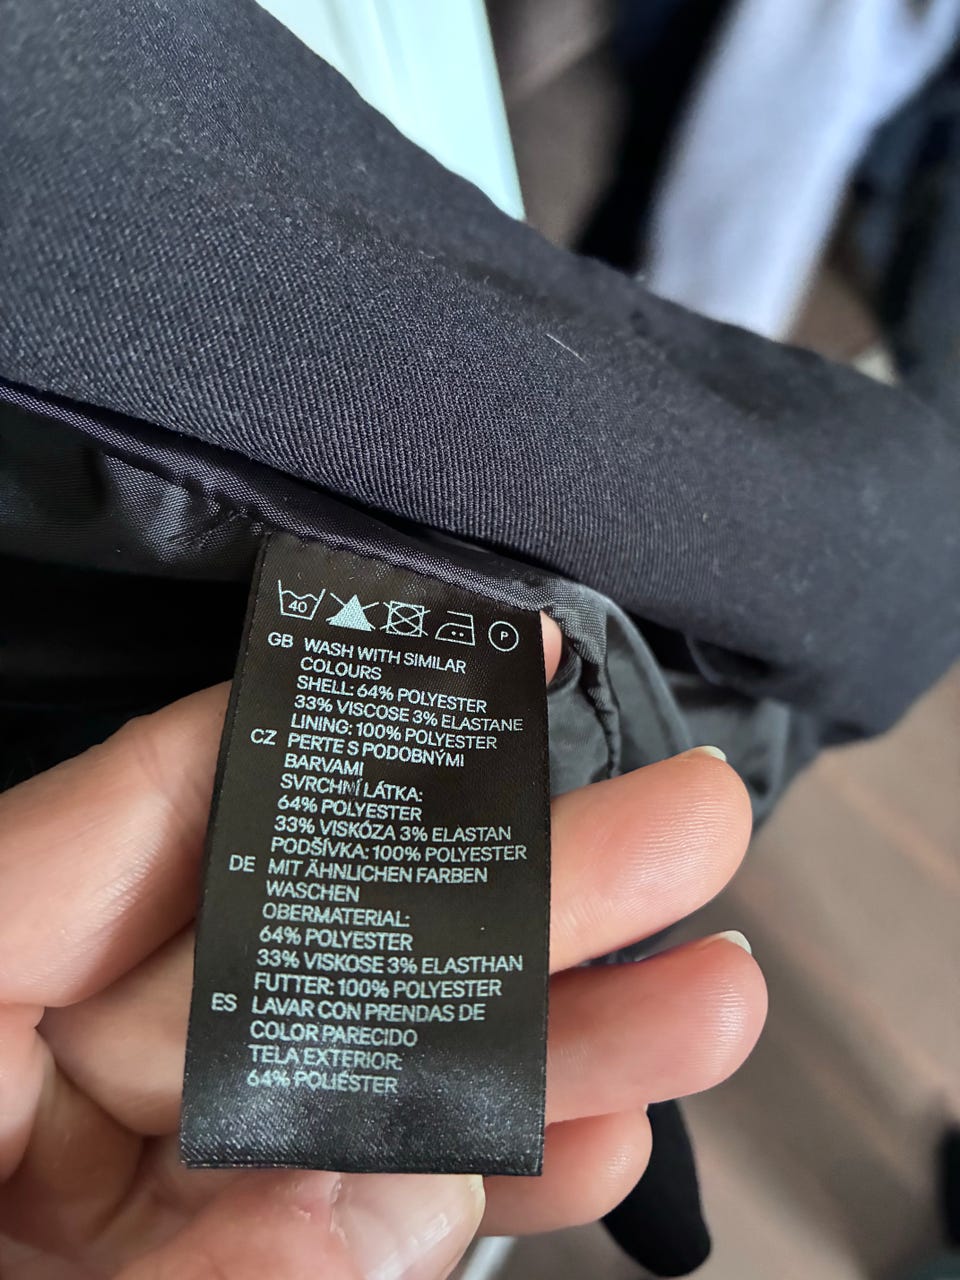 40 P
GB WASH WITH SIMILAR
COLOURS
SHELL: 64% POLYESTER
33% VISCOSE 3% ELASTANE
LINING: 100% POLYESTER
CZ PERTE S PODOBNÝMI
BARVAMI
SVRCHNÍ LÁTKA:
64% POLYESTER
33% VISKÓZA 3% ELASTAN
PODŠÍVKA: 100% POLYESTER
DE MIT ÄHNLICHEN FARBEN
WASCHEN
OBERMATERIAL:
64% POLYESTER
33% VISKOSE 3% ELASTHAN
FUTTER: 100% POLYESTER
ES LAVAR CON PRENDAS DE
COLOR PARECIDO
TELA EXTERIOR:
64% POLIÉSTER